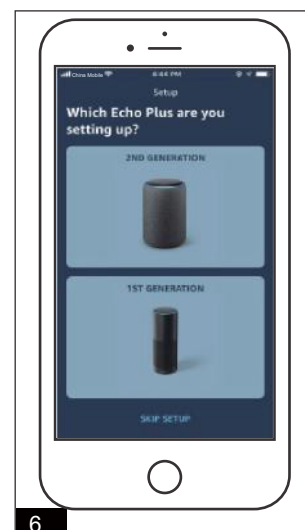 China Mobile 6:44 PM
Setup
Which Echo Plus are you
setting up?
2ND GENERATION
1ST GENERATION
SKIP SETUP
6